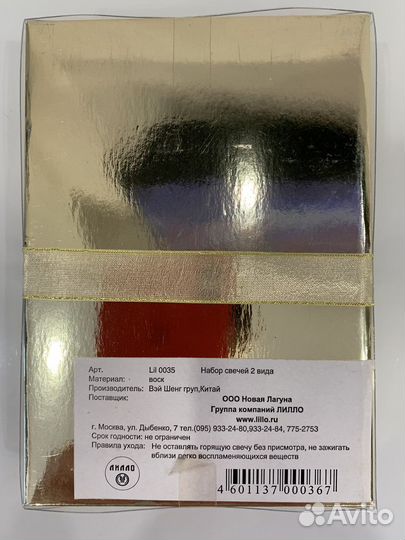 Арт. Lil 0035 Набор свечей 2 вида
Материал: воск
Производитель: Вэй Шенг груп,Китай
Поставщик:
ООО Новая Лагуна
Группа компаний ЛИЛЛО
www.lillo.ru
г. Москва, ул. Дыбенко, 7 тел.(095) 933-24-80,933-24-84, 775-2753
Срок годности: не ограничен
Правила ухода: Не оставлять горящую свечу без присмотра, не зажигать
вблизи легко воспламеняющихся веществ
ЛИЛЛО
4 601137 000367
Avito